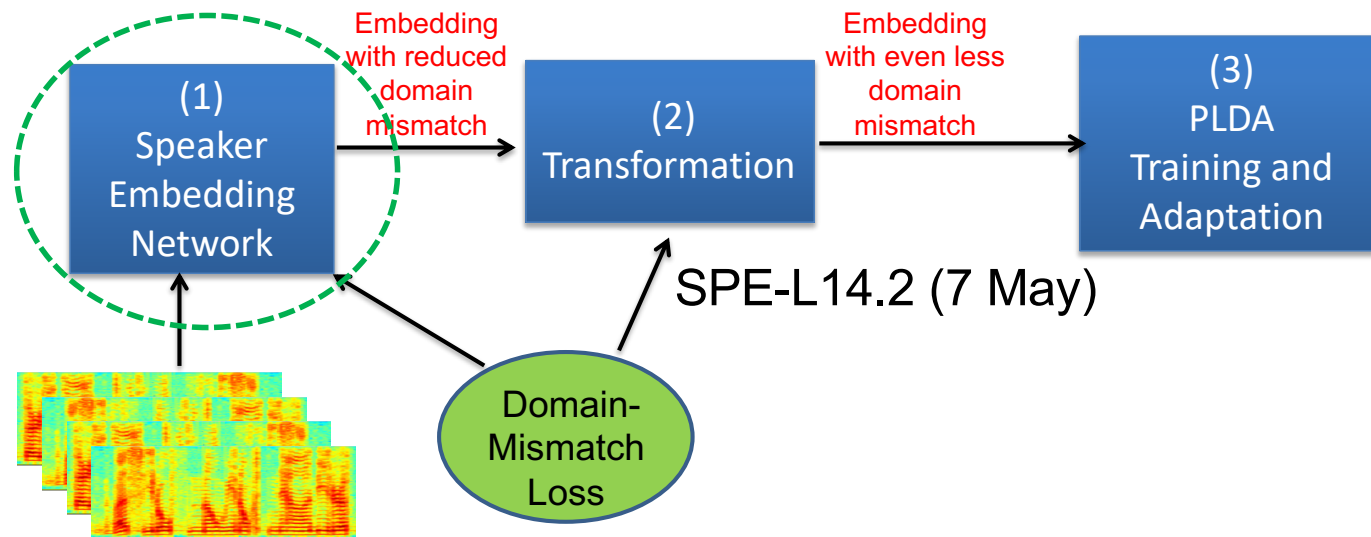 (1)
Speaker
Embedding
Network
Embedding
with reduced
domain
mismatch
(2)
Transformation
Embedding
with even less
domain
mismatch
(3)
PLDA
Training and
Adaptation
SPE-L14.2 (7 May)
Domain-
Mismatch
Loss